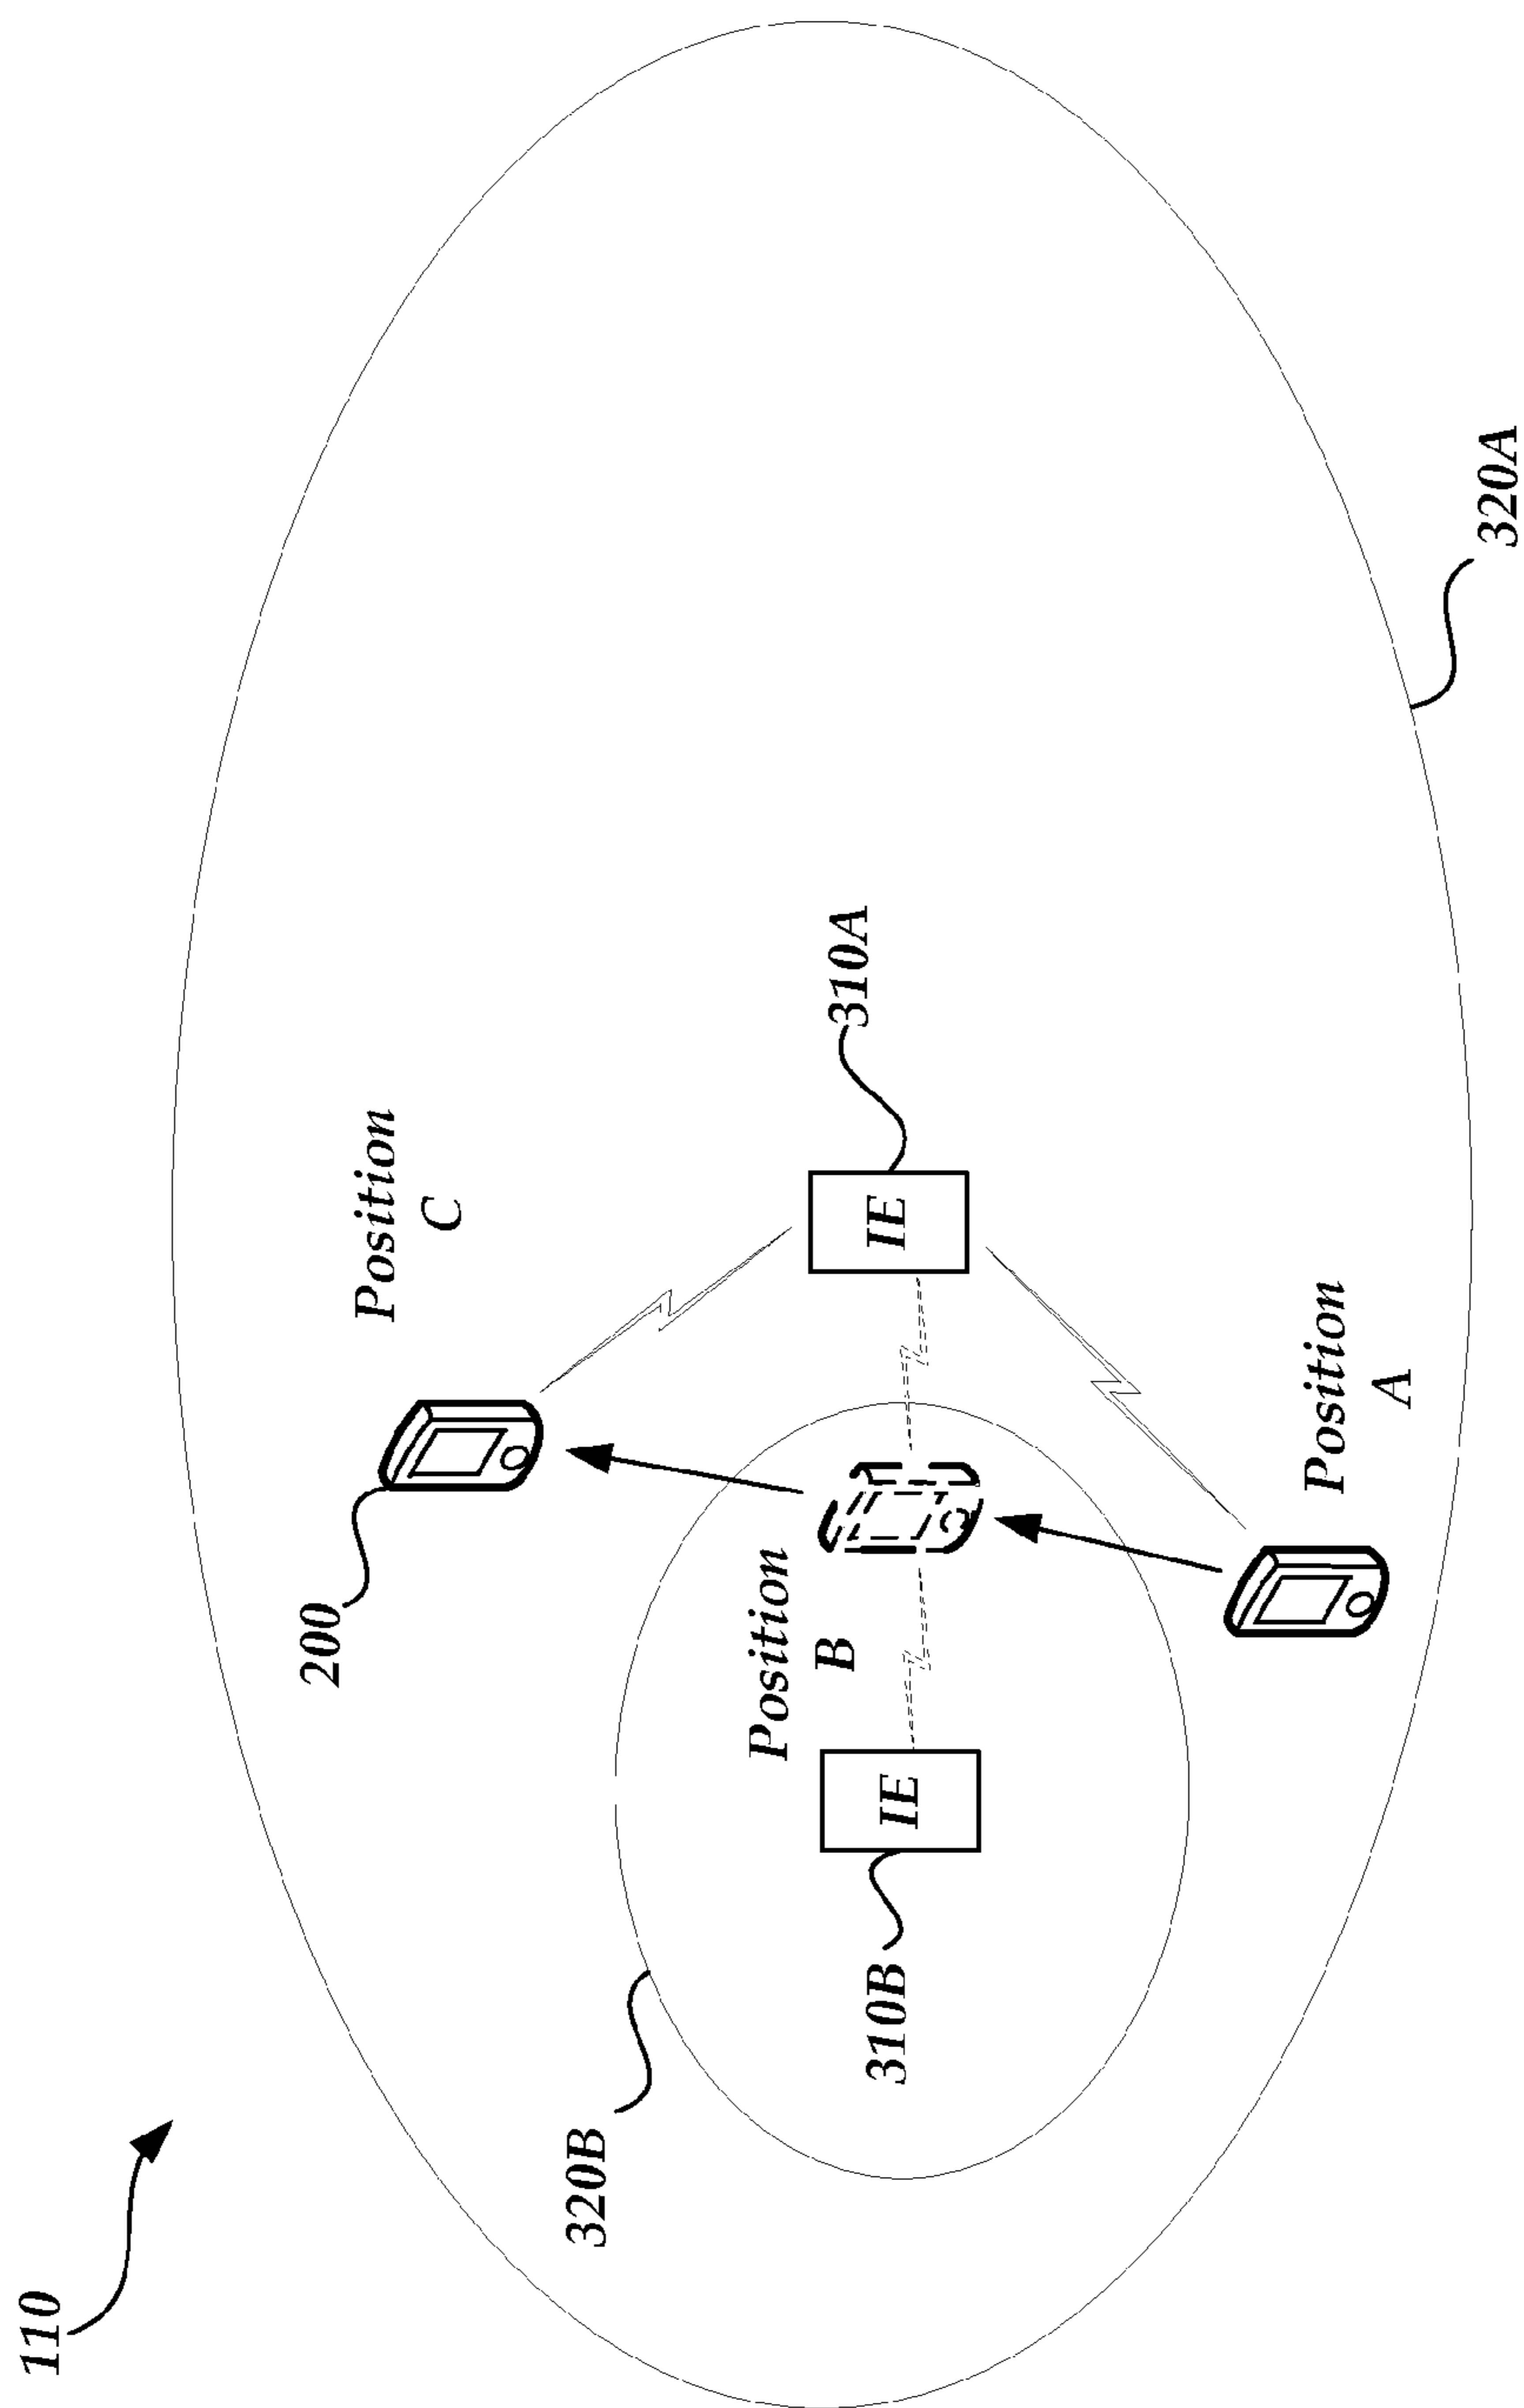 110
200
Position
C
320B
Position
B
310A
310B
IE
IE
Position
A
320A